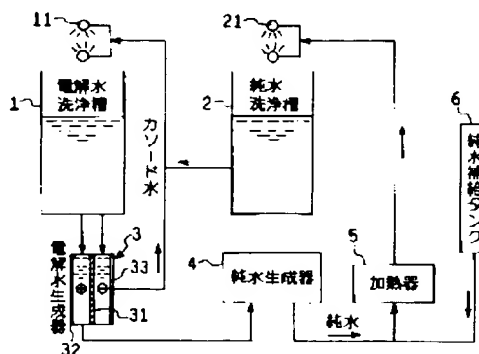 11
21
1
電解水
洗浄槽
2
純水
洗浄槽
6
純水補給タンク
カソード水
電解水生成器
3
33
31
32
4
純水生成器
純水
5
加熱器